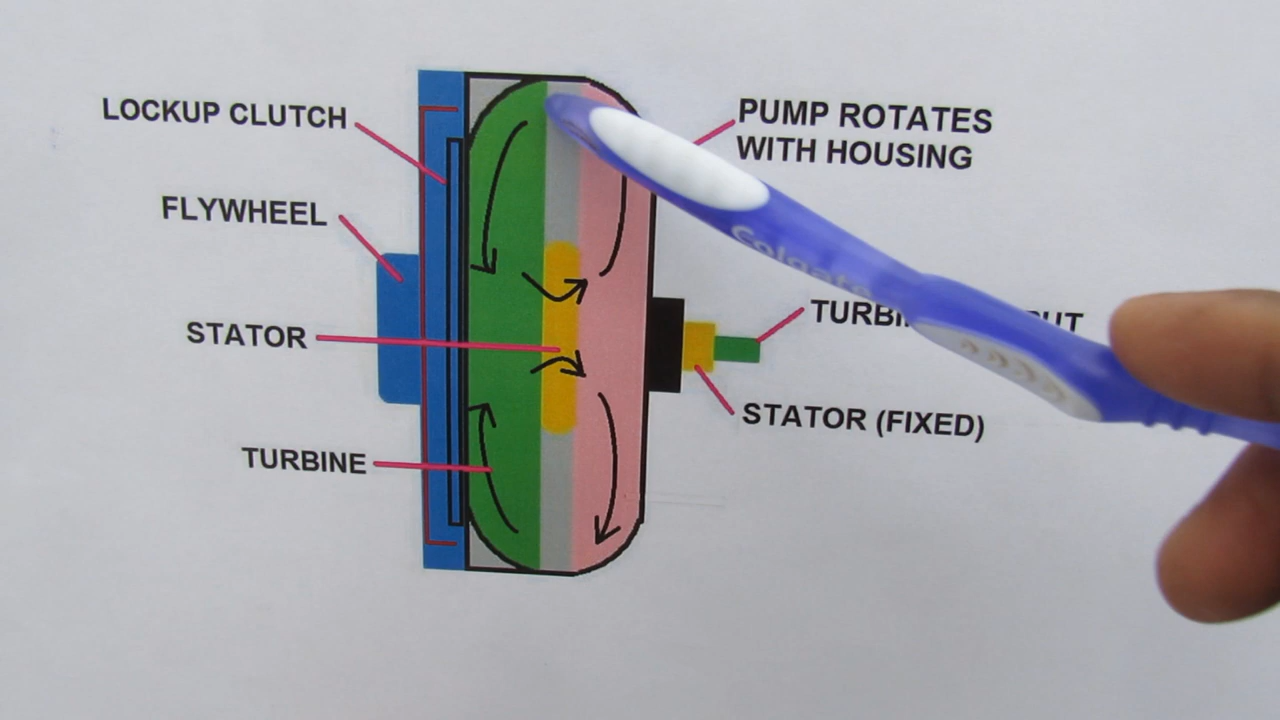 LOCKUP CLUTCH
PUMP ROTATES
WITH HOUSING
FLYWHEEL
Colgate
STATOR
STATOR (FIXED)
TURBINE